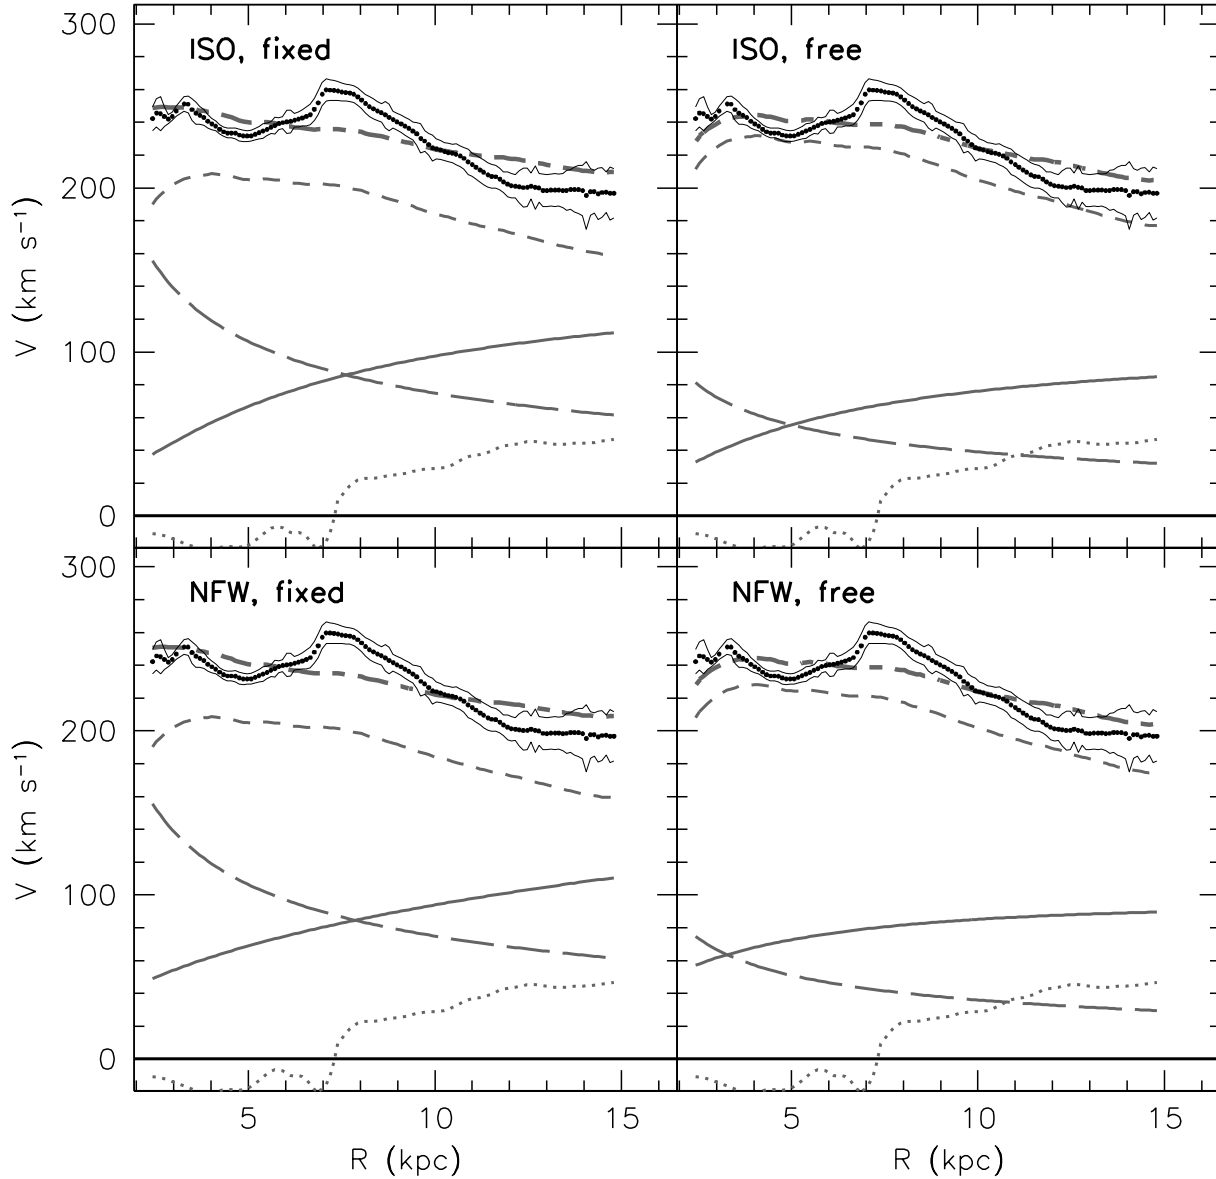 300
ISO, fixed
ISO, free
200
V (km s⁻¹)
100
0
300
NFW, fixed
NFW, free
200
V (km s⁻¹)
100
0
5 10 15 5 10 15
R (kpc) R (kpc)